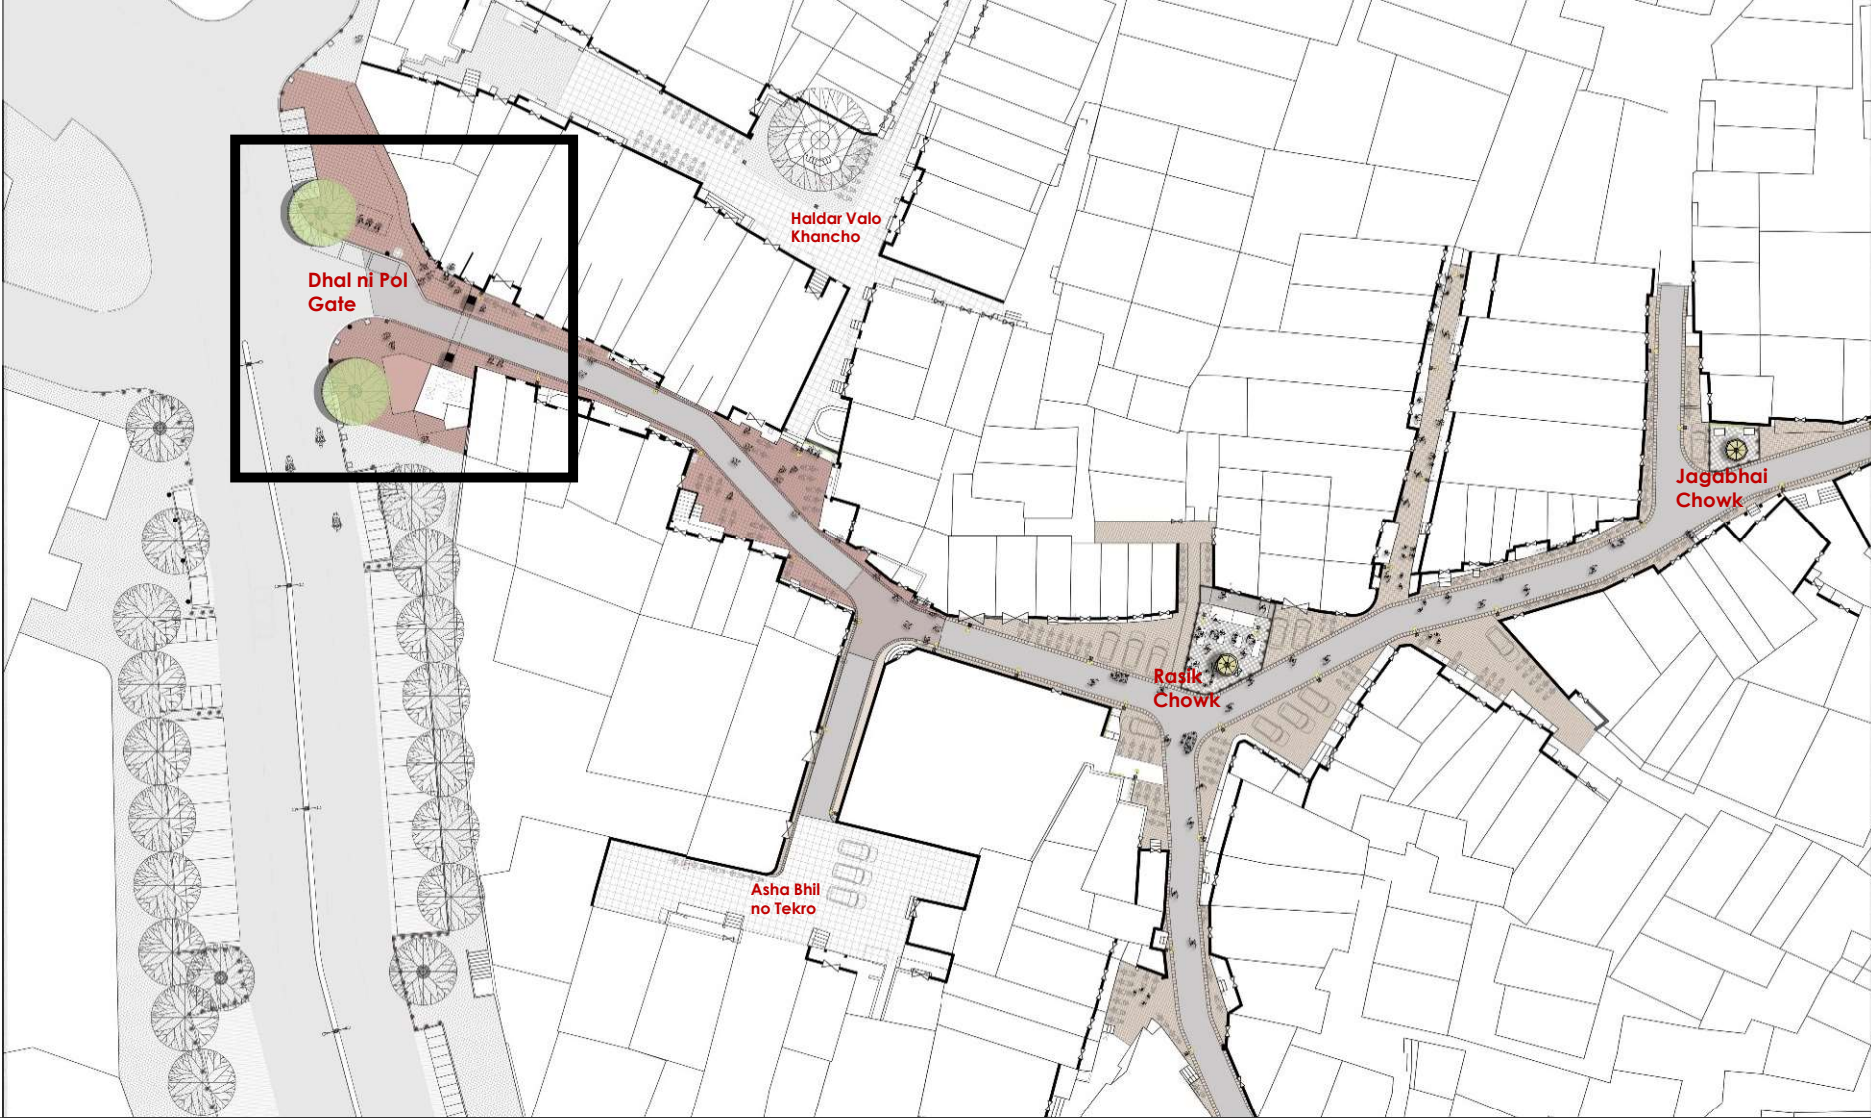 Haldar Valo
Khancho
Dhal ni Pol
Gate
Jagabhai
Chowk
Rasik
Chowk
Asha Bhil
no Tekro